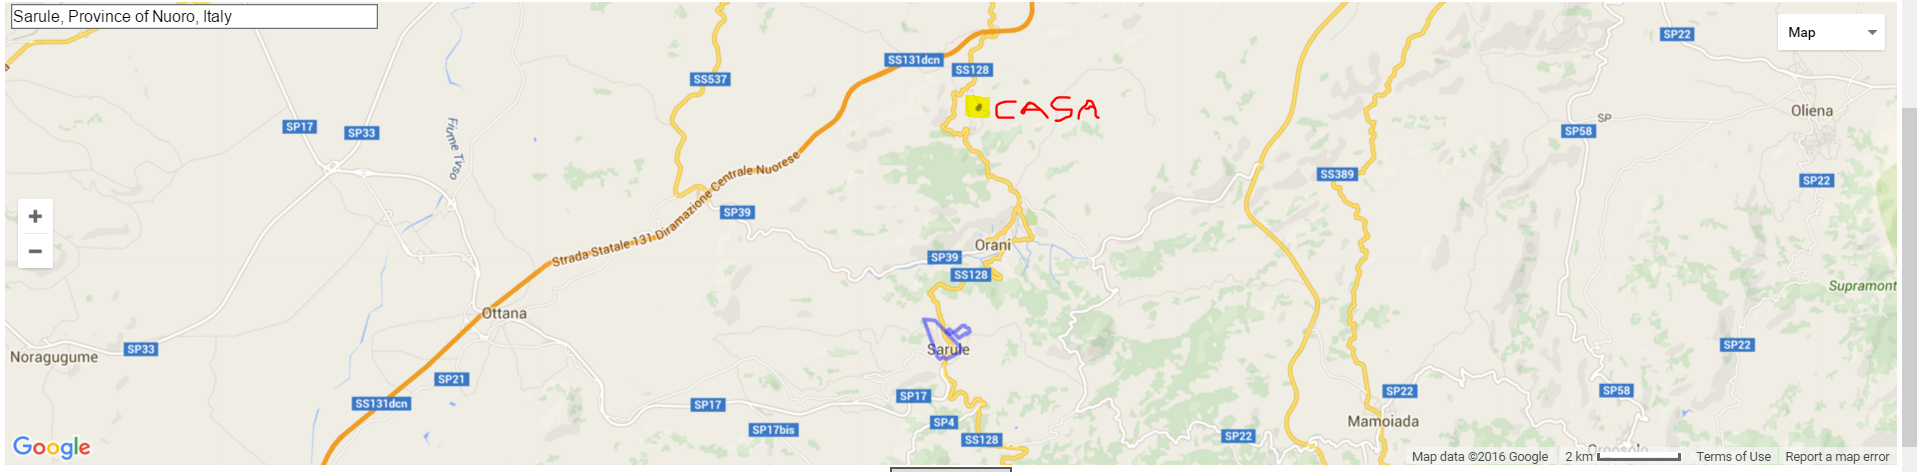 Sarule, Province of Nuoro, Italy
Map
SP22
SS131dcn
SS128
SS537
CASA
Oliena
SP
SP17
SP33
SP58
Fiume Tirso
Strada Statale 131 Diramazione Centrale Nuorese
SS389
SP22
+
−
SP39
Orani
SP39
SS128
Supramont
Ottana
Sarule
Noragugume
SP33
SP22
SP21
SP17
SP58
SP22
SS131dcn
SP17
SP4
Mamoiada
SP17bis
SS128
SP22
Google
Map data ©2016 Google
2 km
Terms of Use
Report a map error